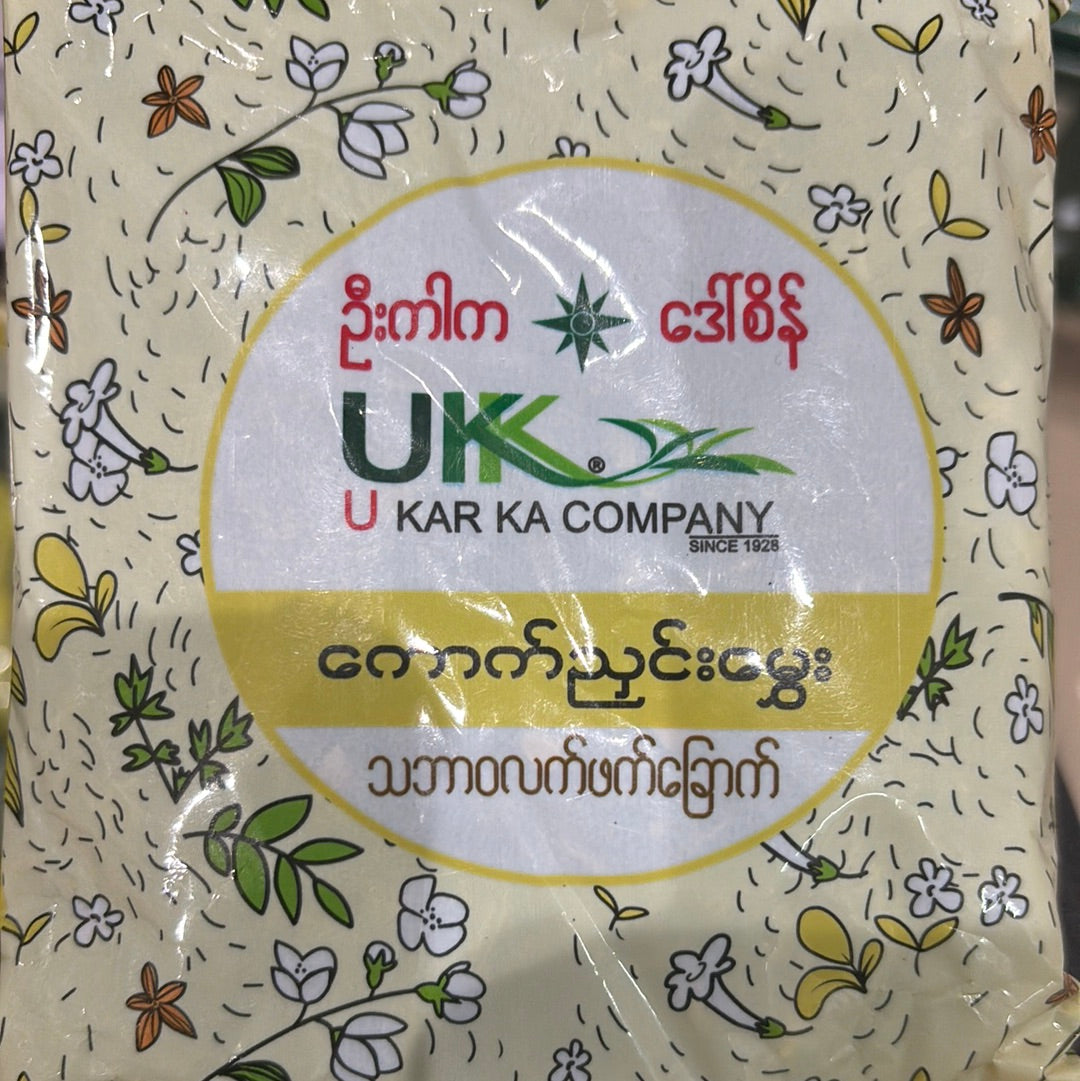 ဦးကါက ဒေါ်စိန်
UKK®
U KAR KA COMPANY
SINCE 1928
ကောက်ညှင်းမွှေး
သဘာဝလက်ဖက်ခြောက်